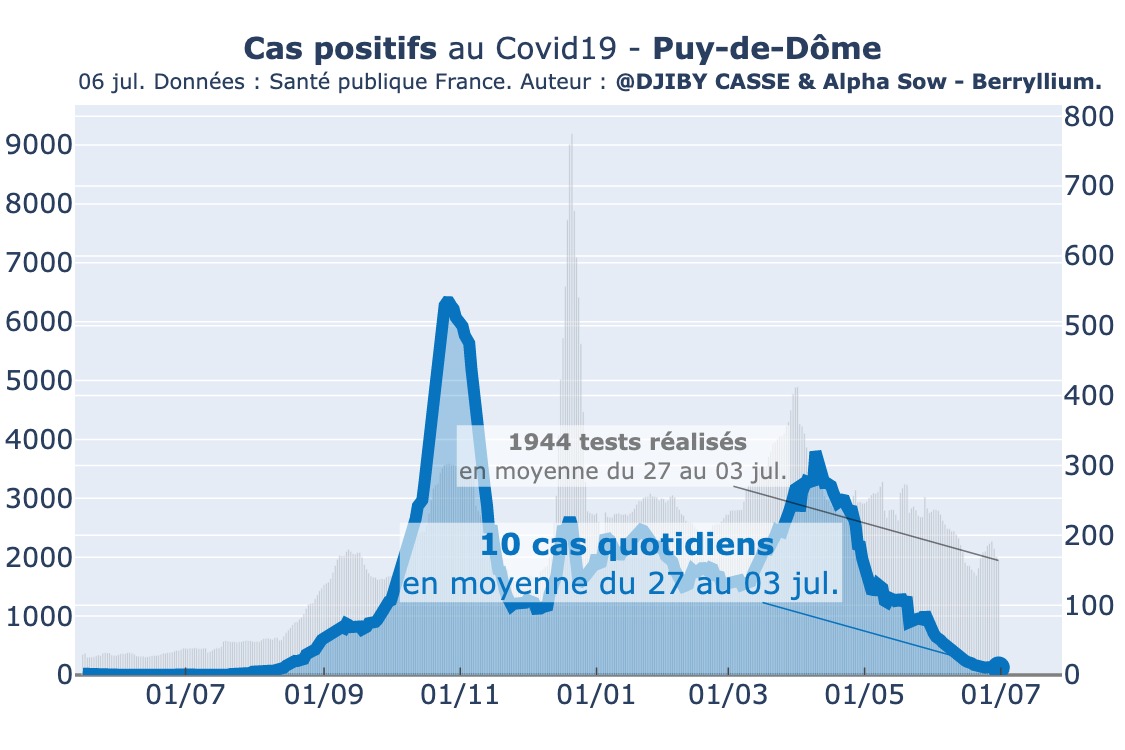 Cas positifs au Covid19 - Puy-de-Dôme
06 jul. Données : Santé publique France. Auteur : @DJIBY CASSE & Alpha Sow - Berryllium.
9000
8000
7000
6000
5000
4000
3000
2000
1000
0
800
700
600
500
400
300
200
100
0
1944 tests réalisés
en moyenne du 27 au 03 jul.
10 cas quotidiens
en moyenne du 27 au 03 jul.
01/07 01/09 01/11 01/01 01/03 01/05 01/07